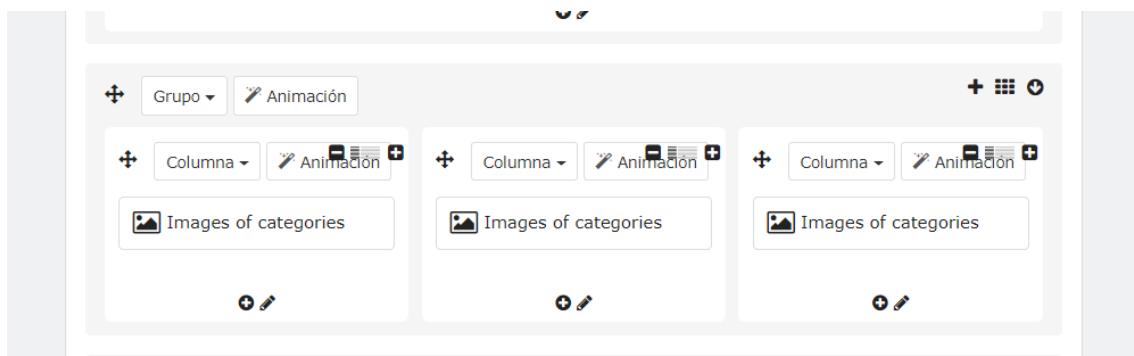 Grupo Animación
Columna Animación Columna Animación Columna Animación
Images of categories Images of categories Images of categories